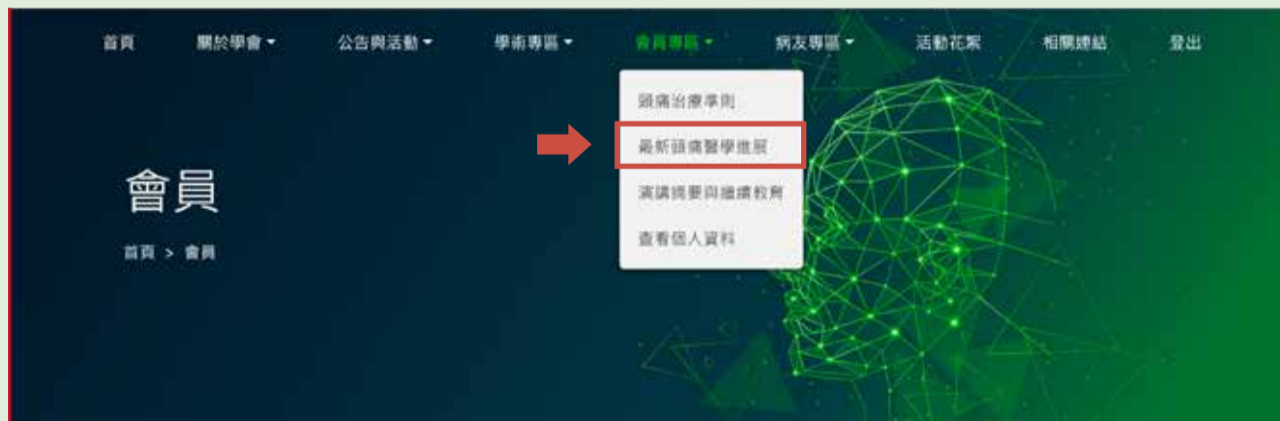 首頁 關於學會 公告與活動 學術專區 會員專區 病友專區 活動花絮 相關連結 登出
頭痛治療準則
最新頭痛醫學進展
演講摘要與繼續教育
查看個人資料
會員
首頁 > 會員